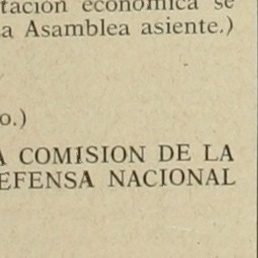 tación económica se
a Asamblea asiente.)
o.)
A COMISION DE LA
EFENSA NACIONAL